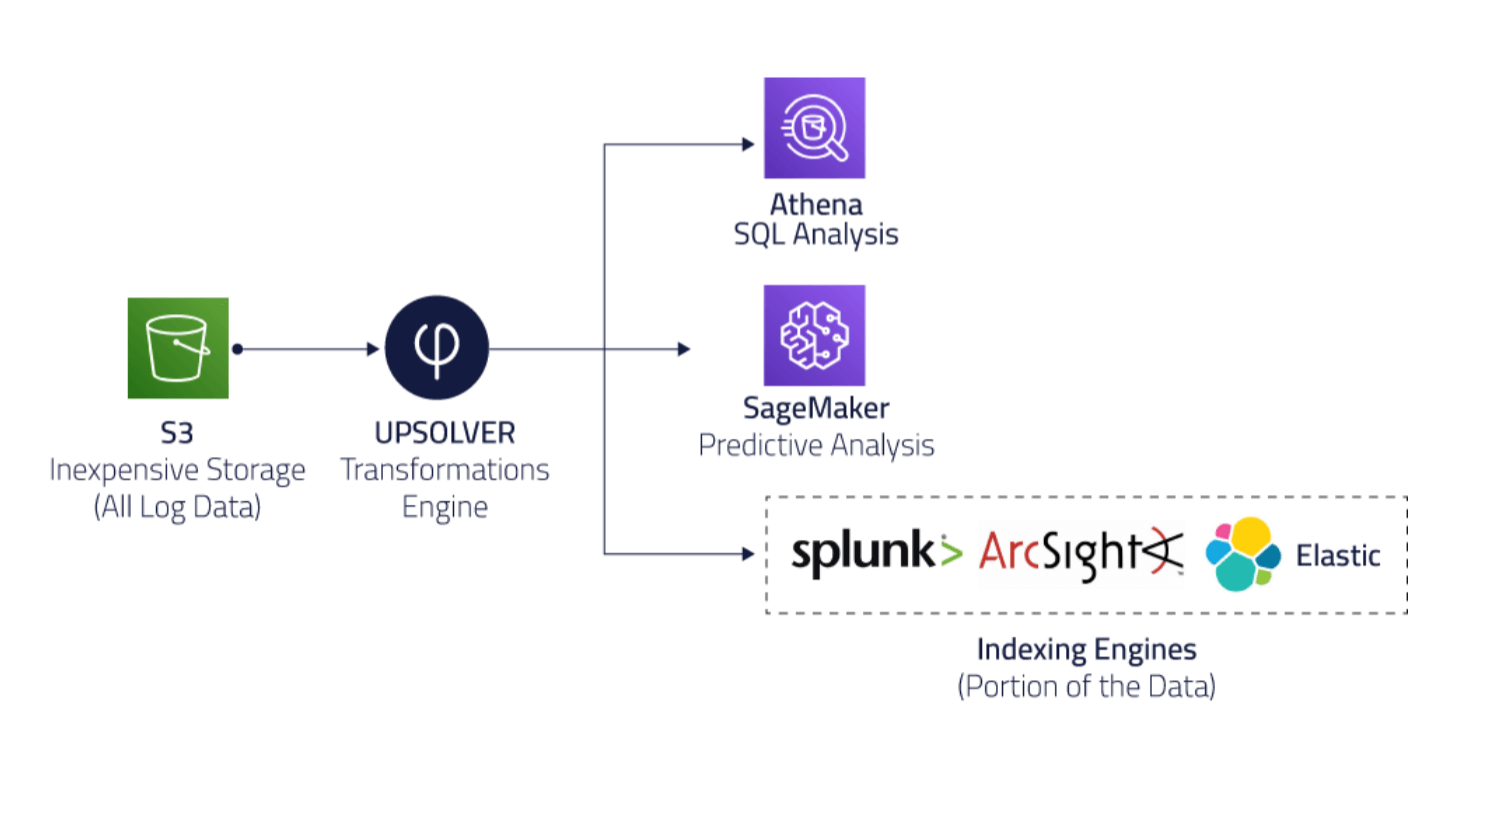 Athena
SQL Analysis
SageMaker
Predictive Analysis
S3
Inexpensive Storage
(All Log Data)
UPSOLVER
Transformations
Engine
splunk> ArcSight Elastic
Indexing Engines
(Portion of the Data)